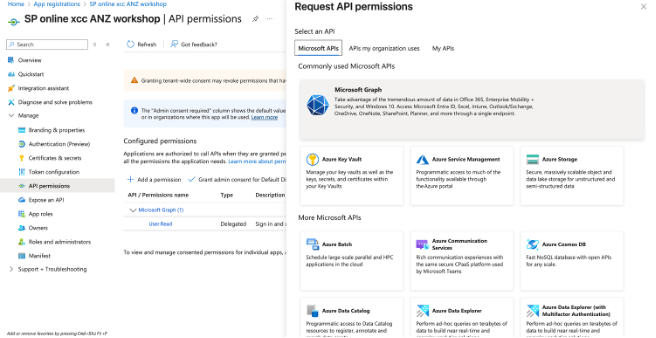 Home > App registrations > SP online xcc ANZ workshop
SP online xcc ANZ workshop | API permissions
Search
Refresh
Got feedback?
Overview
Quickstart
Integration assistant
Diagnose and solve problems
Manage
Branding & properties
Authentication (Preview)
Certificates & secrets
Token configuration
API permissions
Expose an API
App roles
Owners
Roles and administrators
Manifest
Support + Troubleshooting
Add or remove favorites by pressing
Granting tenant-wide consent may revoke permissions that ha
The "Admin consent required" column shows the default value
or in organizations where this app will be used. Learn more
Configured permissions
Applications are authorized to call APIs when they are granted pe
all the permissions the application needs. Learn more about permi
Add a permission
Grant admin consent for Default Di
API / Permissions name
Type
Description
Microsoft Graph (1)
User.Read
Delegated
Sign in and r
To view and manage consented permissions for individual apps,
Request API permissions
Select an API
Microsoft APIs
APIs my organization uses
My APIs
Commonly used Microsoft APIs
Microsoft Graph
Take advantage of the tremendous amount of data in Office 365, Enterprise Mobility +
Security, and Windows 10. Access Microsoft Entra ID, Excel, Intune, Outlook/Exchange,
OneDrive, OneNote, SharePoint, Planner, and more through a single endpoint.
Azure Key Vault
Manage your key vaults as well as the
keys, secrets, and certificates within
your Key Vaults
Azure Service Management
Programmatic access to much of the
functionality available through
theAzure portal
Azure Storage
Secure, massively scalable object and
data lake storage for unstructured and
semi-structured data
More Microsoft APIs
Azure Batch
Schedule large-scale parallel and HPC
applications in the cloud
Azure Communication
Services
Rich communication experiences with
the same secure CPaaS platform used
by Microsoft Teams
Azure Cosmos DB
Fast NoSQL database with open APIs
for any scale.
Azure Data Catalog
Programmatic access to Data Catalog
resources to register, annotate and
Azure Data Explorer
Perform ad-hoc queries on terabytes of
data to build near real-time and
Azure Data Explorer (with
Multifactor Authentication)
Perform ad-hoc queries on terabytes of
data to build near real-time and